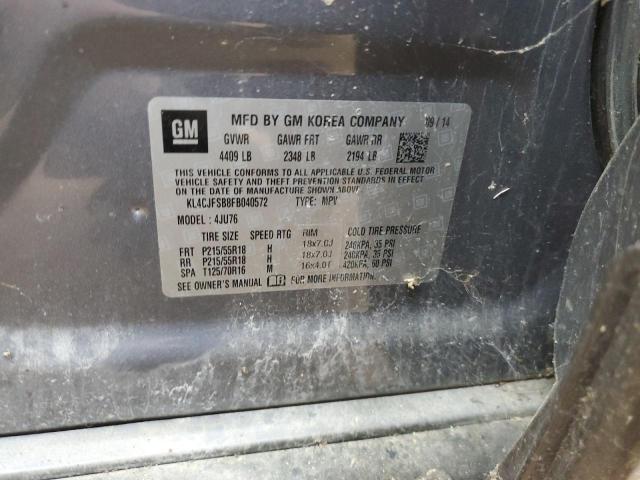 GM
MFD BY GM KOREA COMPANY 09/14
GVWR GAWR FRT GAWR RR
4409 LB 2348 LB 2194 LB
THIS VEHICLE CONFORMS TO ALL APPLICABLE U.S. FEDERAL MOTOR
VEHICLE SAFETY AND THEFT PREVENTION STANDARDS IN EFFECT
ON THE DATE OF MANUFACTURE SHOWN ABOVE.
KL4CJFSB8FB040572 TYPE: MPV
MODEL : 4JU76
TIRE SIZE SPEED RTG RIM COLD TIRE PRESSURE
FRT P215/55R18 H 18x7.0J 240KPA, 35 PSI
RR P215/55R18 H 18x7.0J 240KPA, 35 PSI
SPA T125/70R16 M 16x4.0T 420KPA, 60 PSI
SEE OWNER'S MANUAL FOR MORE INFORMATION.